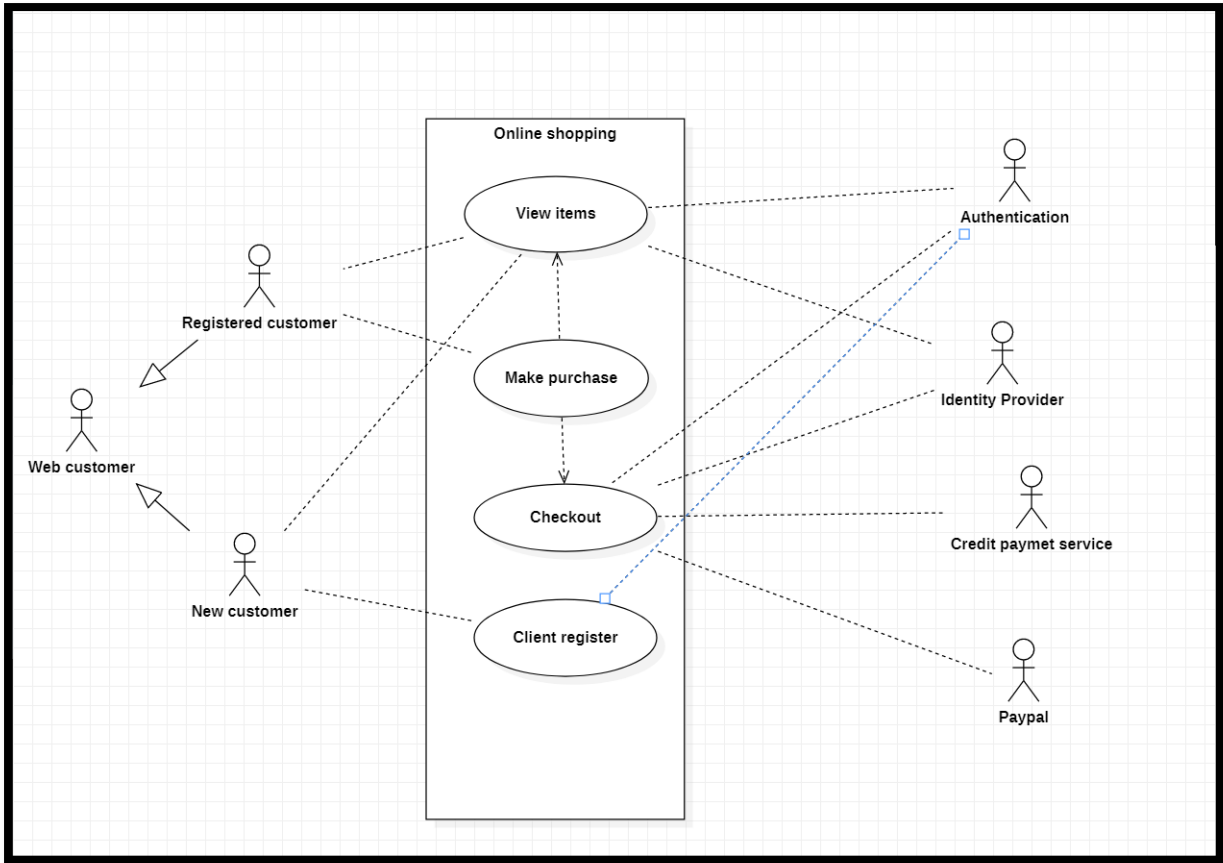 Online shopping
View items
Authentication
Registered customer
Make purchase
Identity Provider
Web customer
Checkout
Credit paymet service
New customer
Client register
Paypal